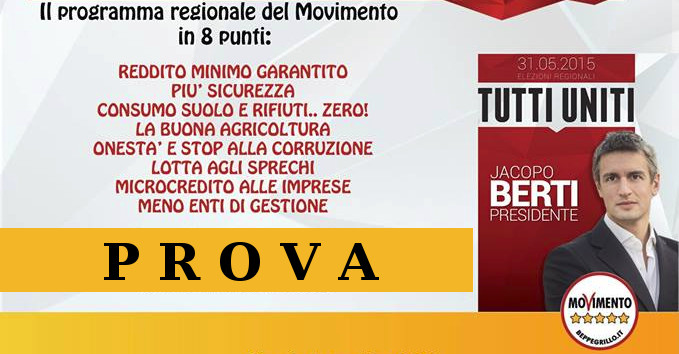 Il programma regionale del Movimento
in 8 punti:
REDDITO MINIMO GARANTITO
PIU' SICUREZZA
CONSUMO SUOLO E RIFIUTI.. ZERO!
LA BUONA AGRICOLTURA
ONESTA' E STOP ALLA CORRUZIONE
LOTTA AGLI SPRECHI
MICROCREDITO ALLE IMPRESE
MENO ENTI DI GESTIONE
PROVA
31.05.2015
ELEZIONI REGIONALI
TUTTI UNITI
JACOPO
BERTI
PRESIDENTE
MOVIMENTO
BEPPEGRILLO.IT